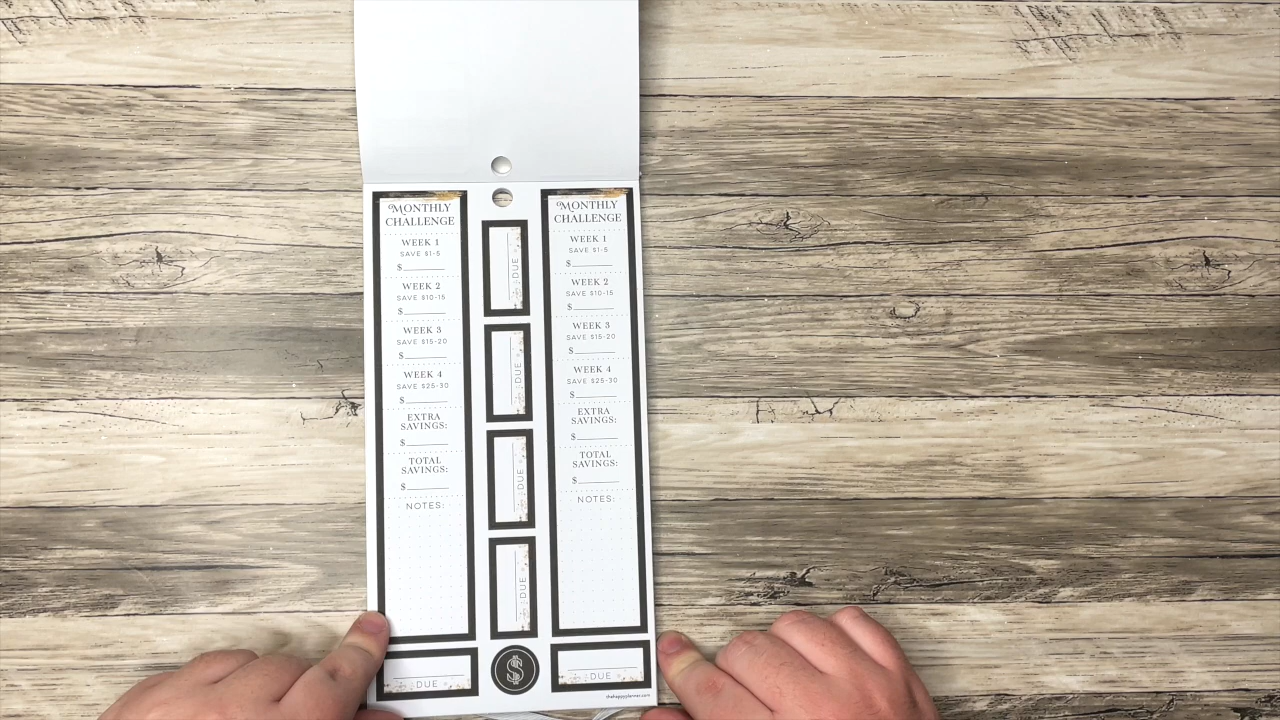 MONTHLY
CHALLENGE
WEEK 1
SAVE $1-5
$
WEEK 2
SAVE $10-15
$
WEEK 3
SAVE $15-20
$
WEEK 4
SAVE $25-30
$
EXTRA
SAVINGS:
$
TOTAL
SAVINGS:
$
NOTES:
DUE
DUE
DUE
DUE
DUE
$
MONTHLY
CHALLENGE
WEEK 1
SAVE $1-5
$
WEEK 2
SAVE $10-15
$
WEEK 3
SAVE $15-20
$
WEEK 4
SAVE $25-30
$
EXTRA
SAVINGS:
$
TOTAL
SAVINGS:
$
NOTES:
DUE
thehappyplanner.com